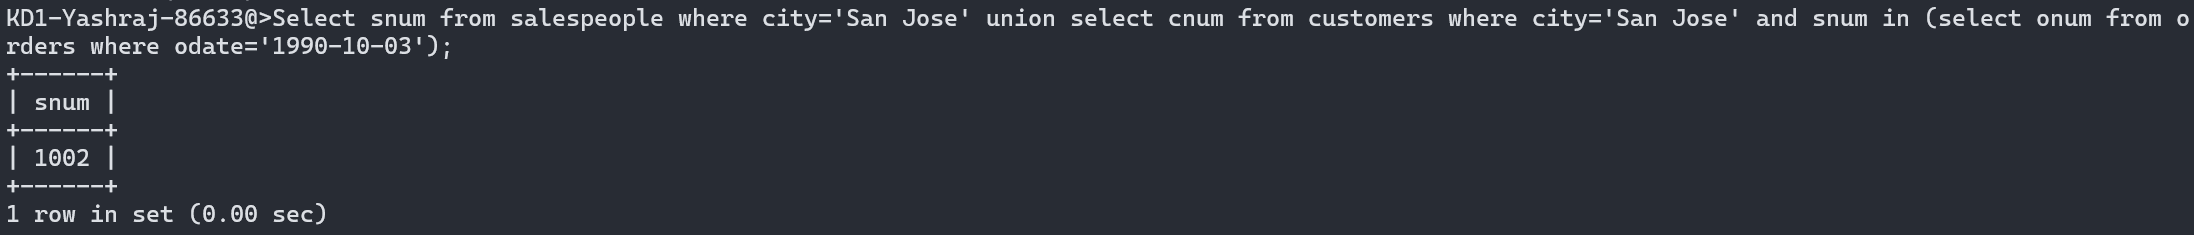 KD1-Yashraj-86633@>Select snum from salespeople where city='San Jose' union select cnum from customers where city='San Jose' and snum in (select onum from o
rders where odate='1990-10-03');
+------+
| snum |
+------+
| 1002 |
+------+
1 row in set (0.00 sec)